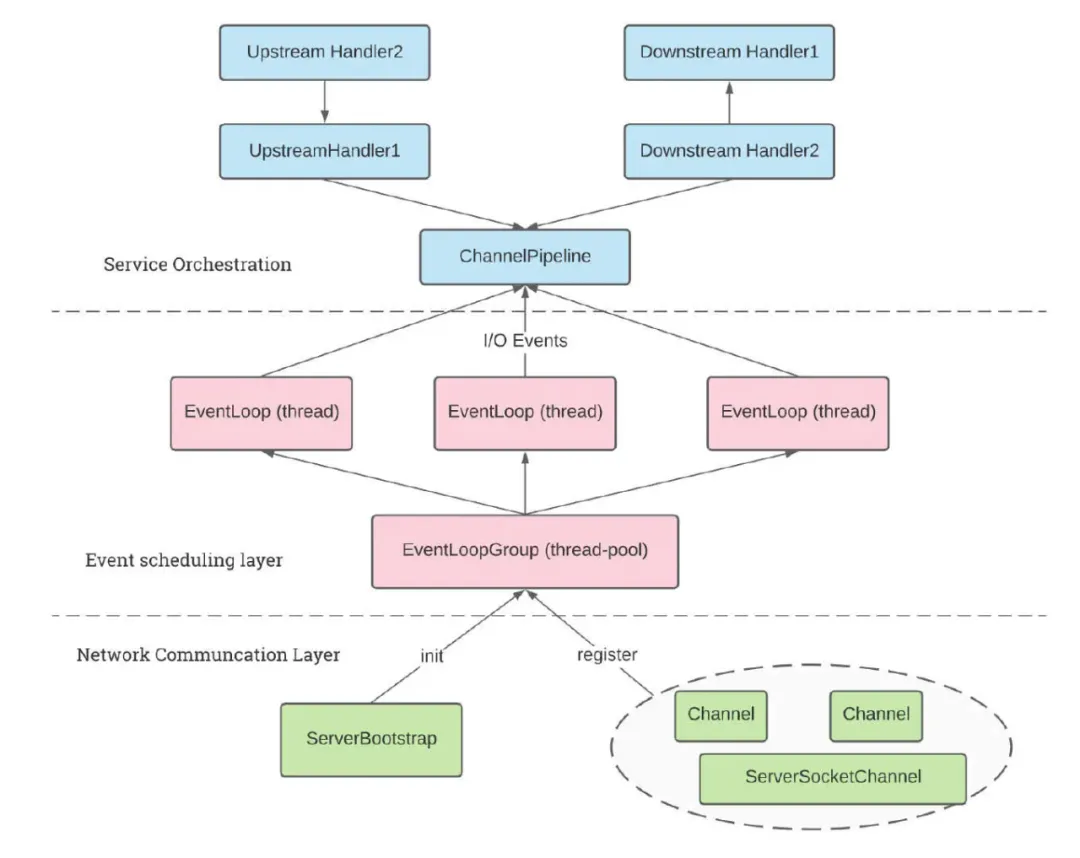 Upstream Handler2
Downstream Handler1
UpstreamHandler1
Downstream Handler2
ChannelPipeline
Service Orchestration
I/O Events
EventLoop (thread)
EventLoop (thread)
EventLoop (thread)
EventLoopGroup (thread-pool)
Event scheduling layer
Network Communcation Layer
init
register
Channel
Channel
ServerBootstrap
ServerSocketChannel